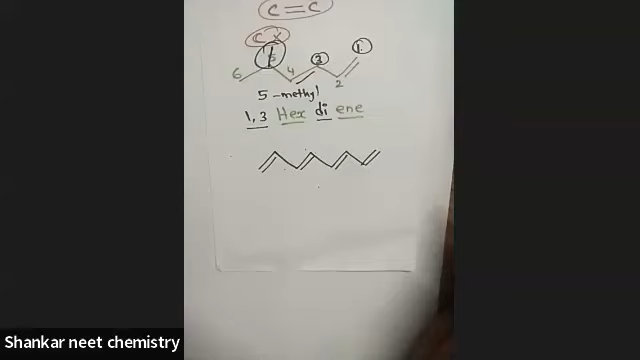 C=C
C X
5 3 1
6 4 2
5 -methyl
1,3 Hex di ene
Shankar neet chemistry